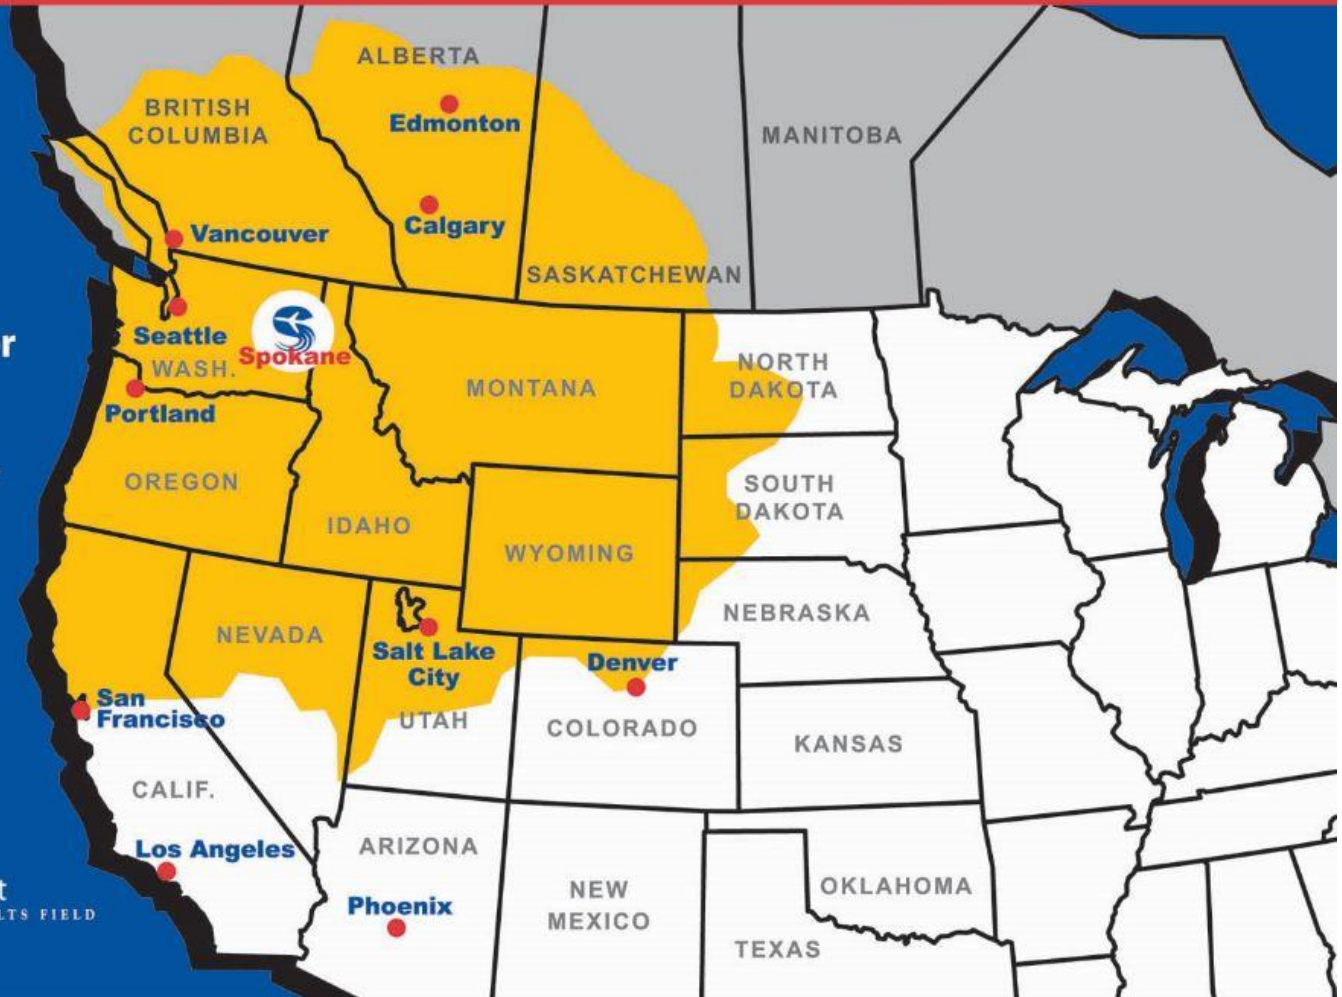 ALBERTA
BRITISH
COLUMBIA
Edmonton
MANITOBA
Calgary
Vancouver
SASKATCHEWAN
r
Seattle
Spokane
WASH.
NORTH
DAKOTA
MONTANA
Portland
OREGON
SOUTH
DAKOTA
IDAHO
WYOMING
NEBRASKA
NEVADA
Salt Lake
City
Denver
San
Francisco
UTAH
COLORADO
KANSAS
CALIF.
Los Angeles
ARIZONA
t
LTS FIELD
NEW
MEXICO
OKLAHOMA
Phoenix
TEXAS